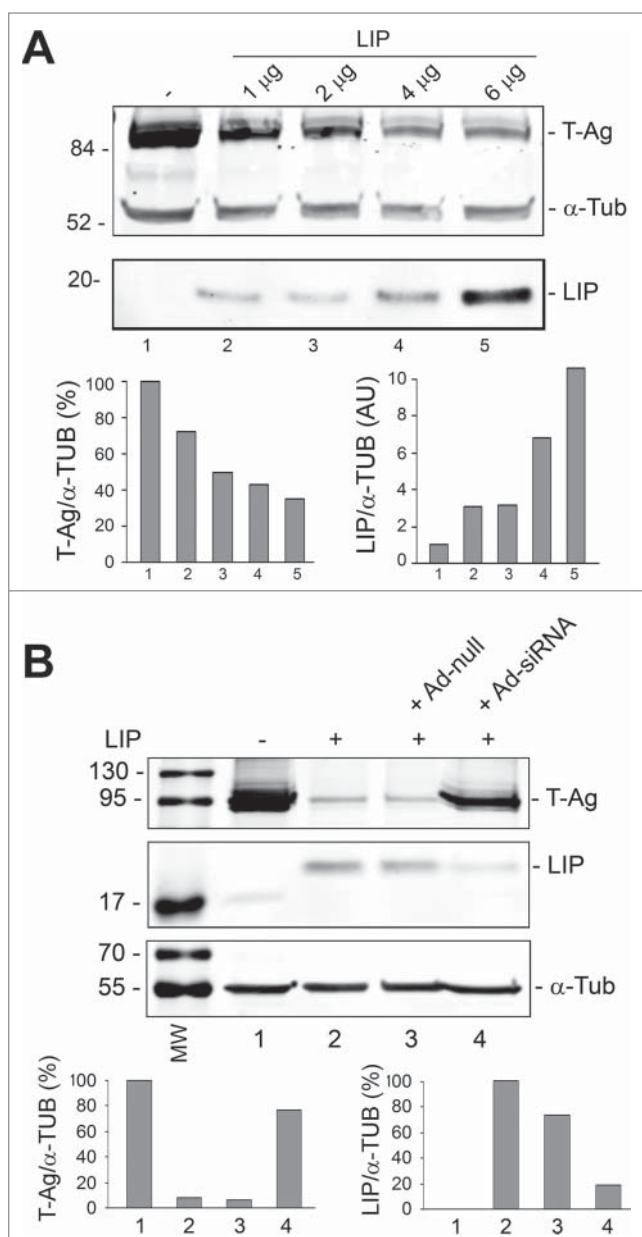 A
LIP
- 1 μg 2 μg 4 μg 6 μg
84 -
- T-Ag
52 -
- α-Tub
20-
- LIP
1 2 3 4 5
T-Ag/α-TUB (%)
100
80
60
40
20
0
1 2 3 4 5
LIP/α-TUB (AU)
10
8
6
4
2
0
1 2 3 4 5
B
+ Ad-null
+ Ad-siRNA
LIP - + + +
130 -
95 -
- T-Ag
- LIP
17 -
70 -
55 -
- α-Tub
MW 1 2 3 4
T-Ag/α-TUB (%)
100
80
60
40
20
0
1 2 3 4
LIP/α-TUB (%)
100
80
60
40
20
0
1 2 3 4